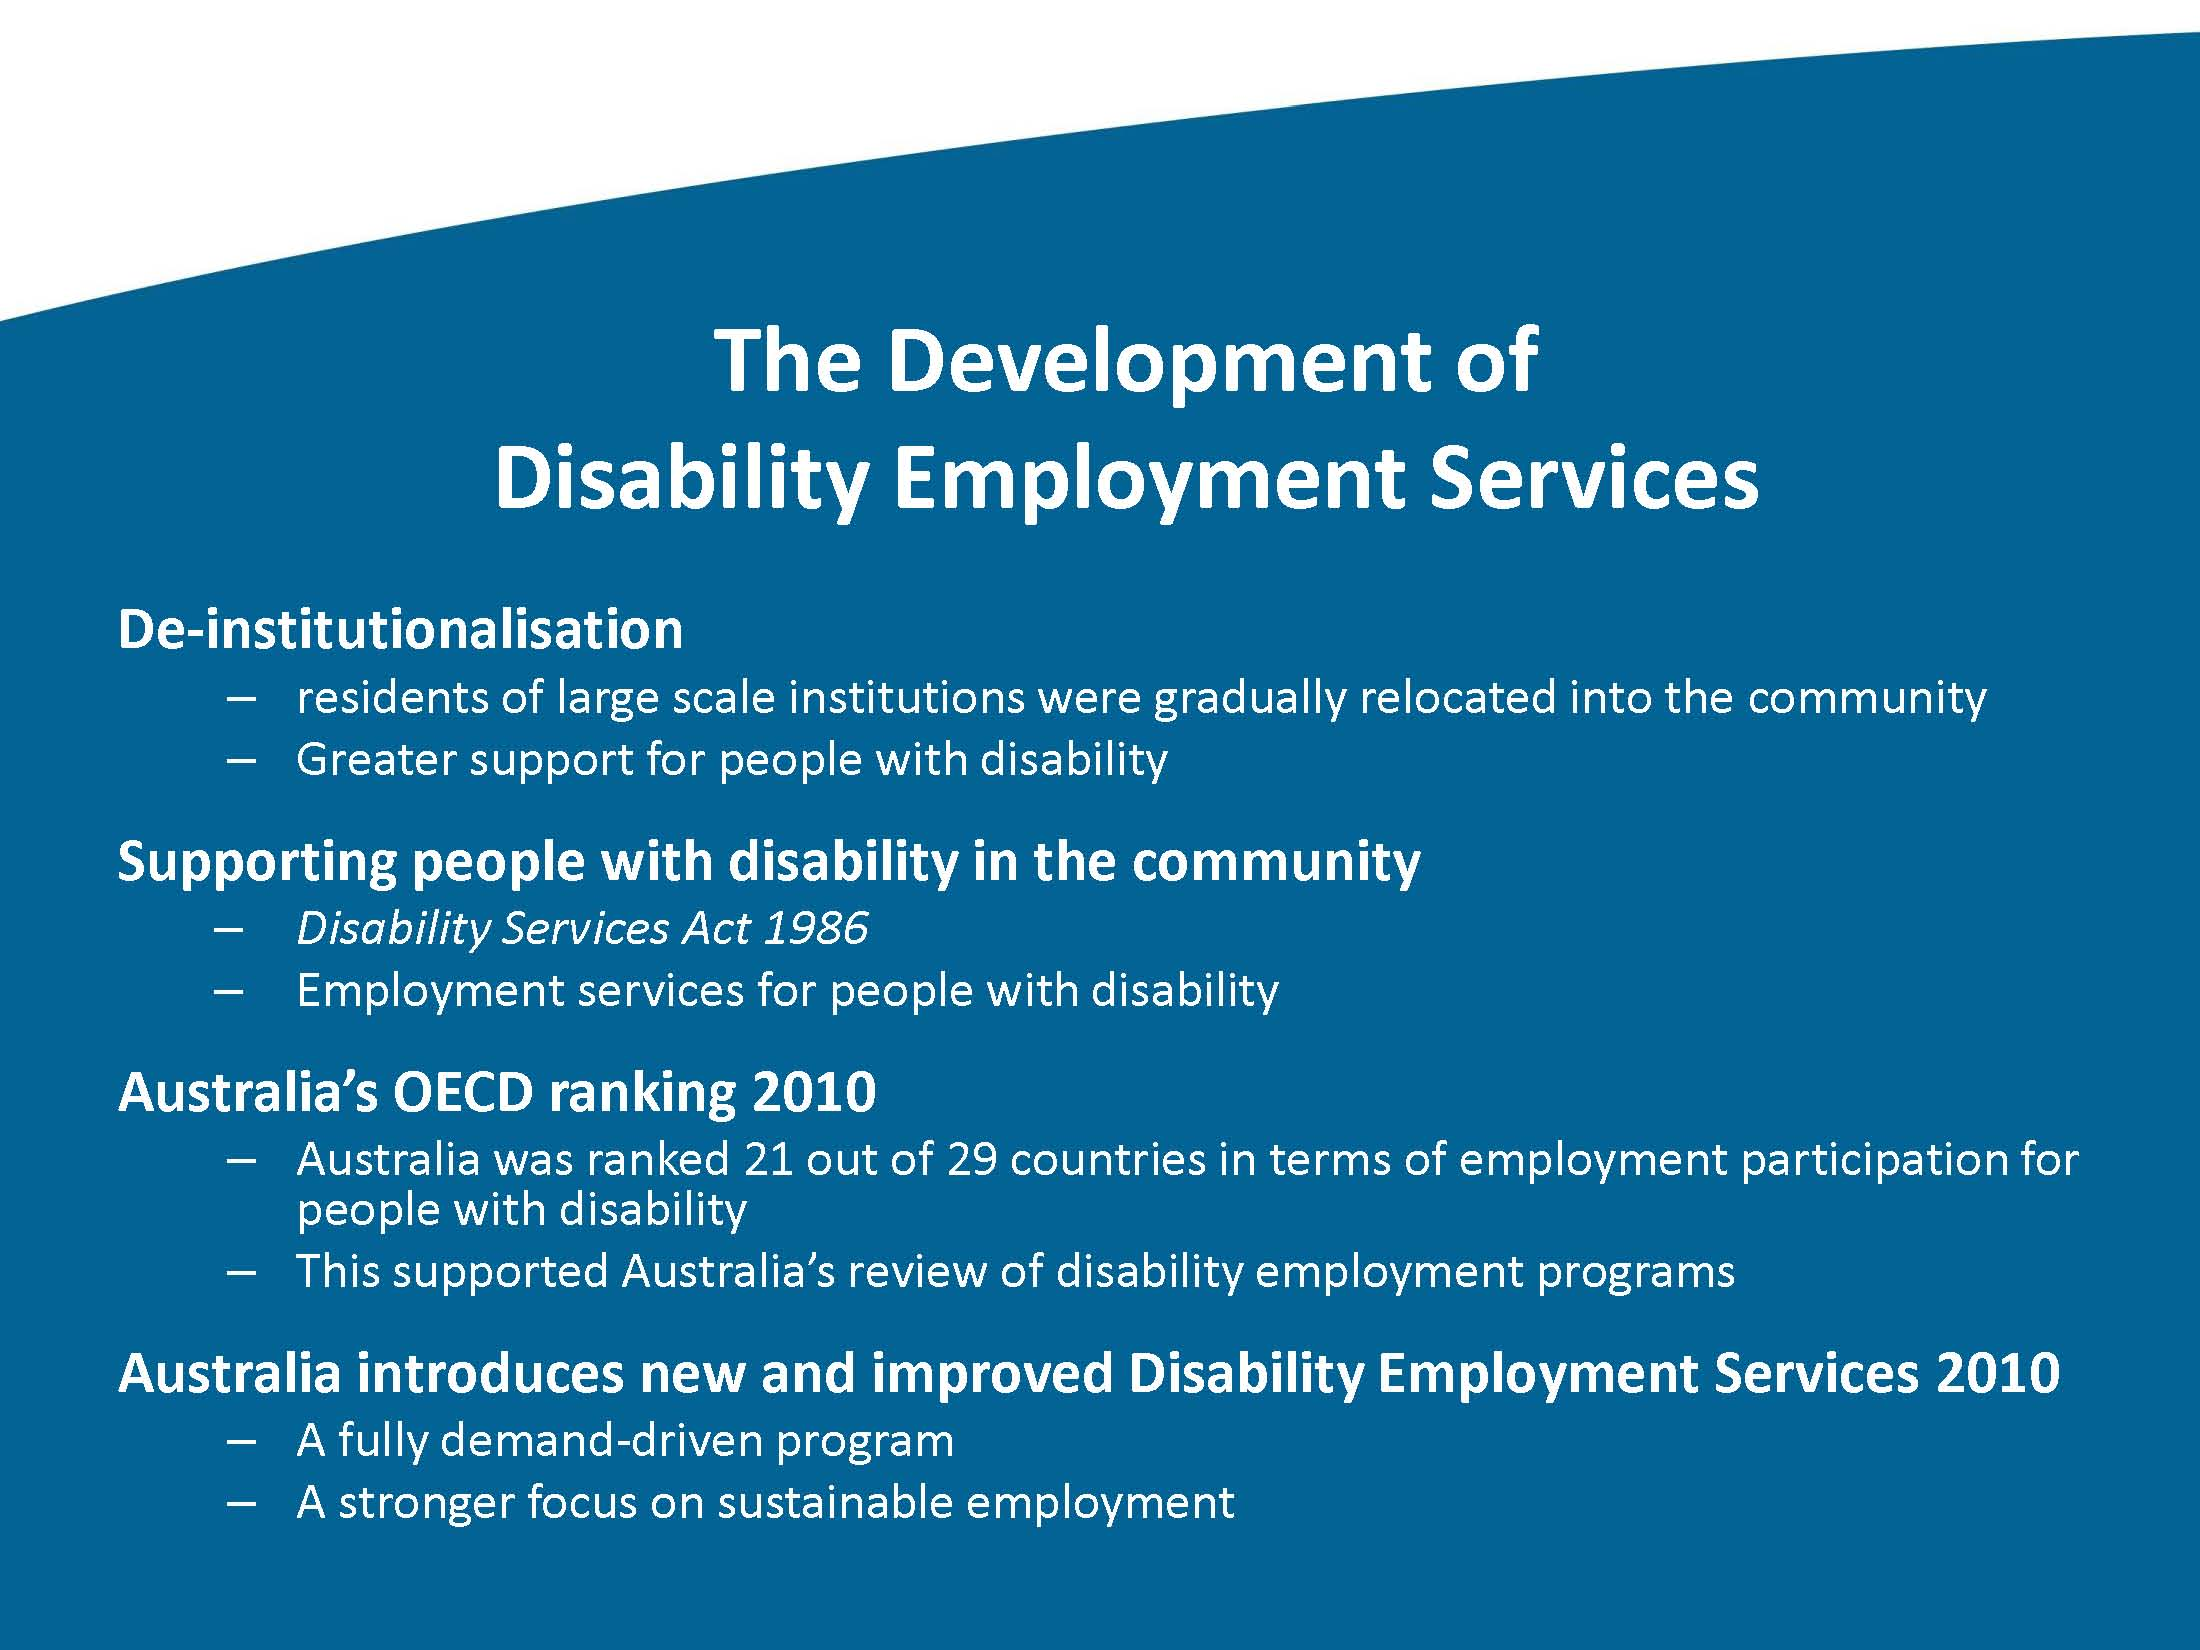 The Development of
Disability Employment Services
De-institutionalisation
– residents of large scale institutions were gradually relocated into the community
– Greater support for people with disability
Supporting people with disability in the community
– Disability Services Act 1986
– Employment services for people with disability
Australia’s OECD ranking 2010
– Australia was ranked 21 out of 29 countries in terms of employment participation for
people with disability
– This supported Australia’s review of disability employment programs
Australia introduces new and improved Disability Employment Services 2010
– A fully demand-driven program
– A stronger focus on sustainable employment